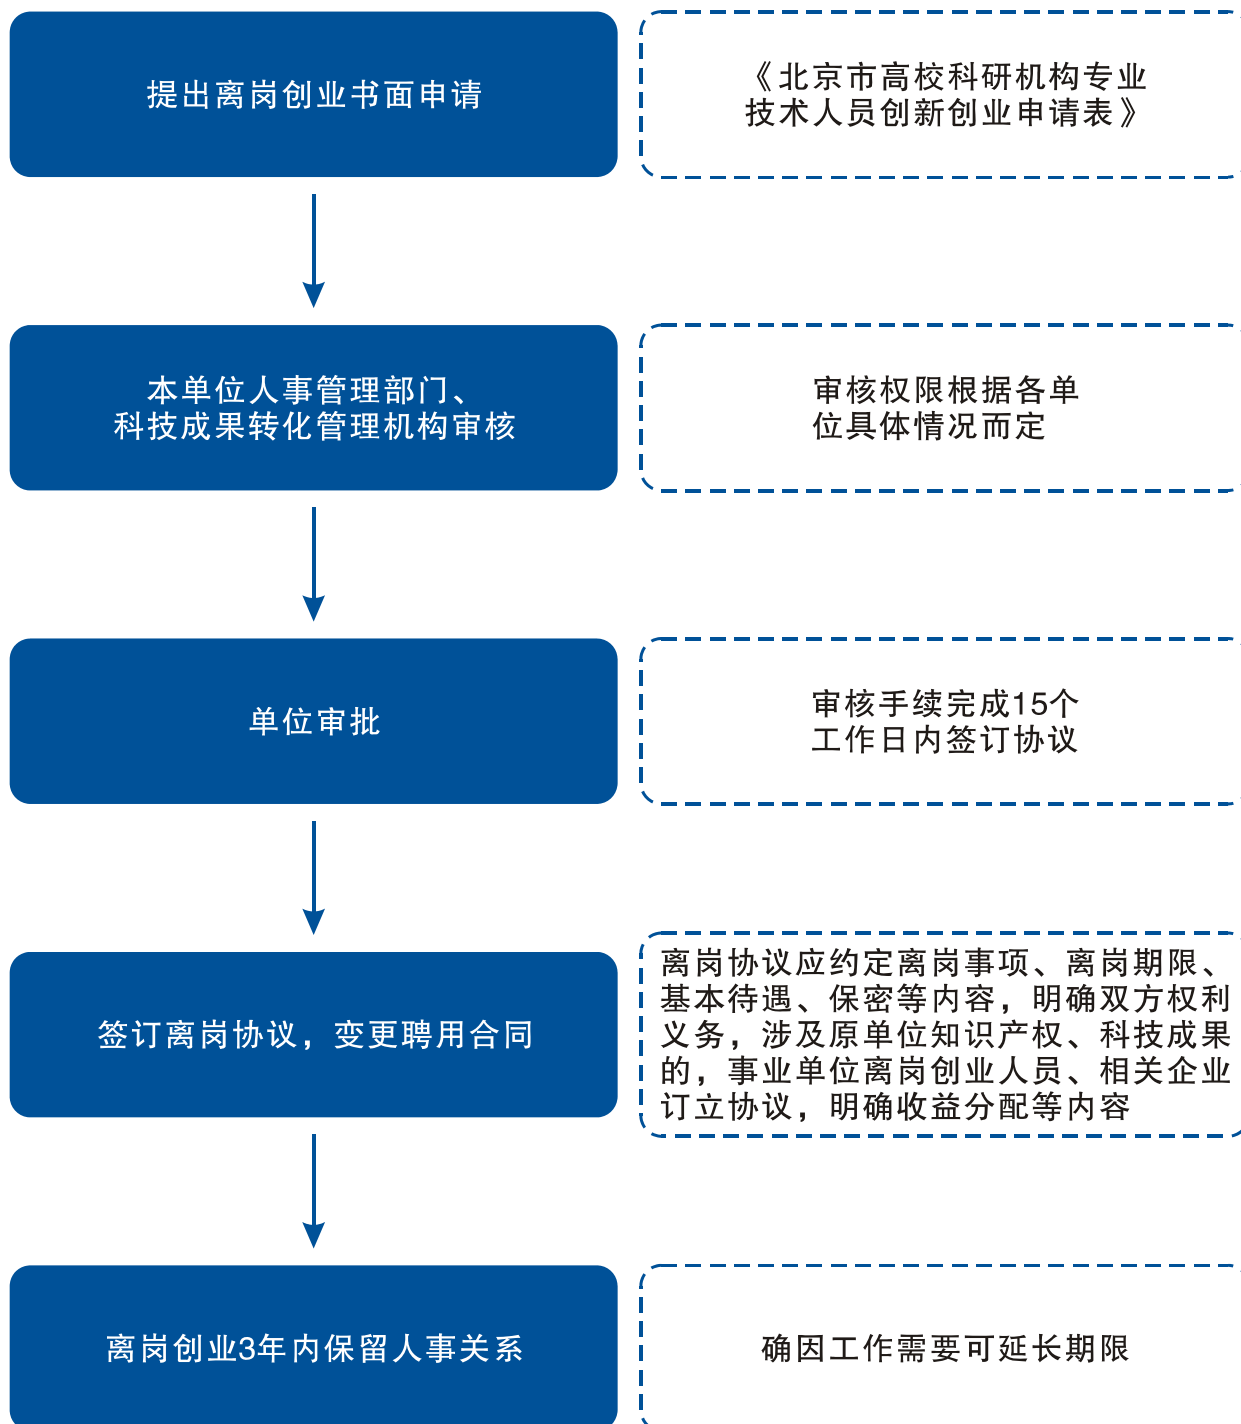 提出离岗创业书面申请
《北京市高校科研机构专业
技术人员创新创业申请表》
本单位人事管理部门、
科技成果转化管理机构审核
审核权限根据各单
位具体情况而定
单位审批
审核手续完成15个
工作日内签订协议
签订离岗协议，变更聘用合同
离岗协议应约定离岗事项、离岗期限、
基本待遇、保密等内容，明确双方权利
义务，涉及原单位知识产权、科技成果
的，事业单位离岗创业人员、相关企业
订立协议，明确收益分配等内容
离岗创业3年内保留人事关系
确因工作需要可延长期限